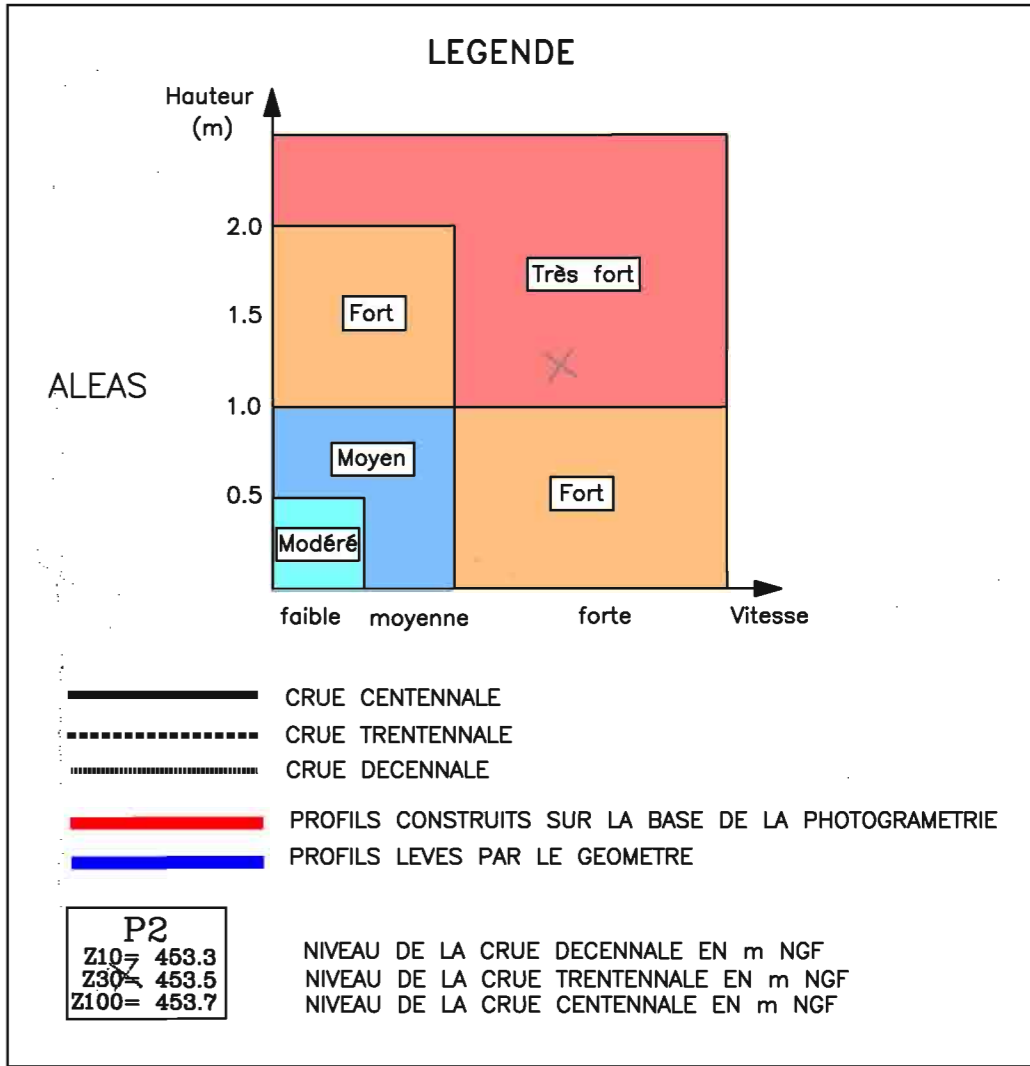 LEGENDE
Hauteur
(m)
2.0
Très fort
Fort
1.5
ALEAS
1.0
Moyen
0.5
Fort
Modéré
faible moyenne forte Vitesse
CRUE CENTENNALE
CRUE TRENTENNALE
CRUE DECENNALE
PROFILS CONSTRUITS SUR LA BASE DE LA PHOTOGRAMETRIE
PROFILS LEVES PAR LE GEOMETRE
P2
Z10= 453.3 NIVEAU DE LA CRUE DECENNALE EN m NGF
Z30= 453.5 NIVEAU DE LA CRUE TRENTENNALE EN m NGF
Z100= 453.7 NIVEAU DE LA CRUE CENTENNALE EN m NGF